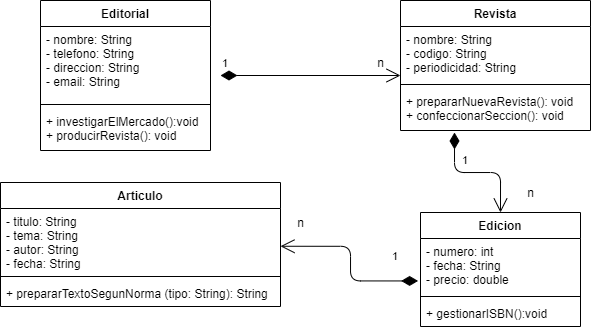 Editorial
- nombre: String
- telefono: String
- direccion: String
- email: String
+ investigarElMercado():void
+ producirRevista(): void
1
n
Revista
- nombre: String
- codigo: String
- periodicidad: String
+ prepararNuevaRevista(): void
+ confeccionarSeccion(): void
1
n
Articulo
- titulo: String
- tema: String
- autor: String
- fecha: String
+ prepararTextoSegunNorma (tipo: String): String
n
1
Edicion
- numero: int
- fecha: String
- precio: double
+ gestionarISBN():void